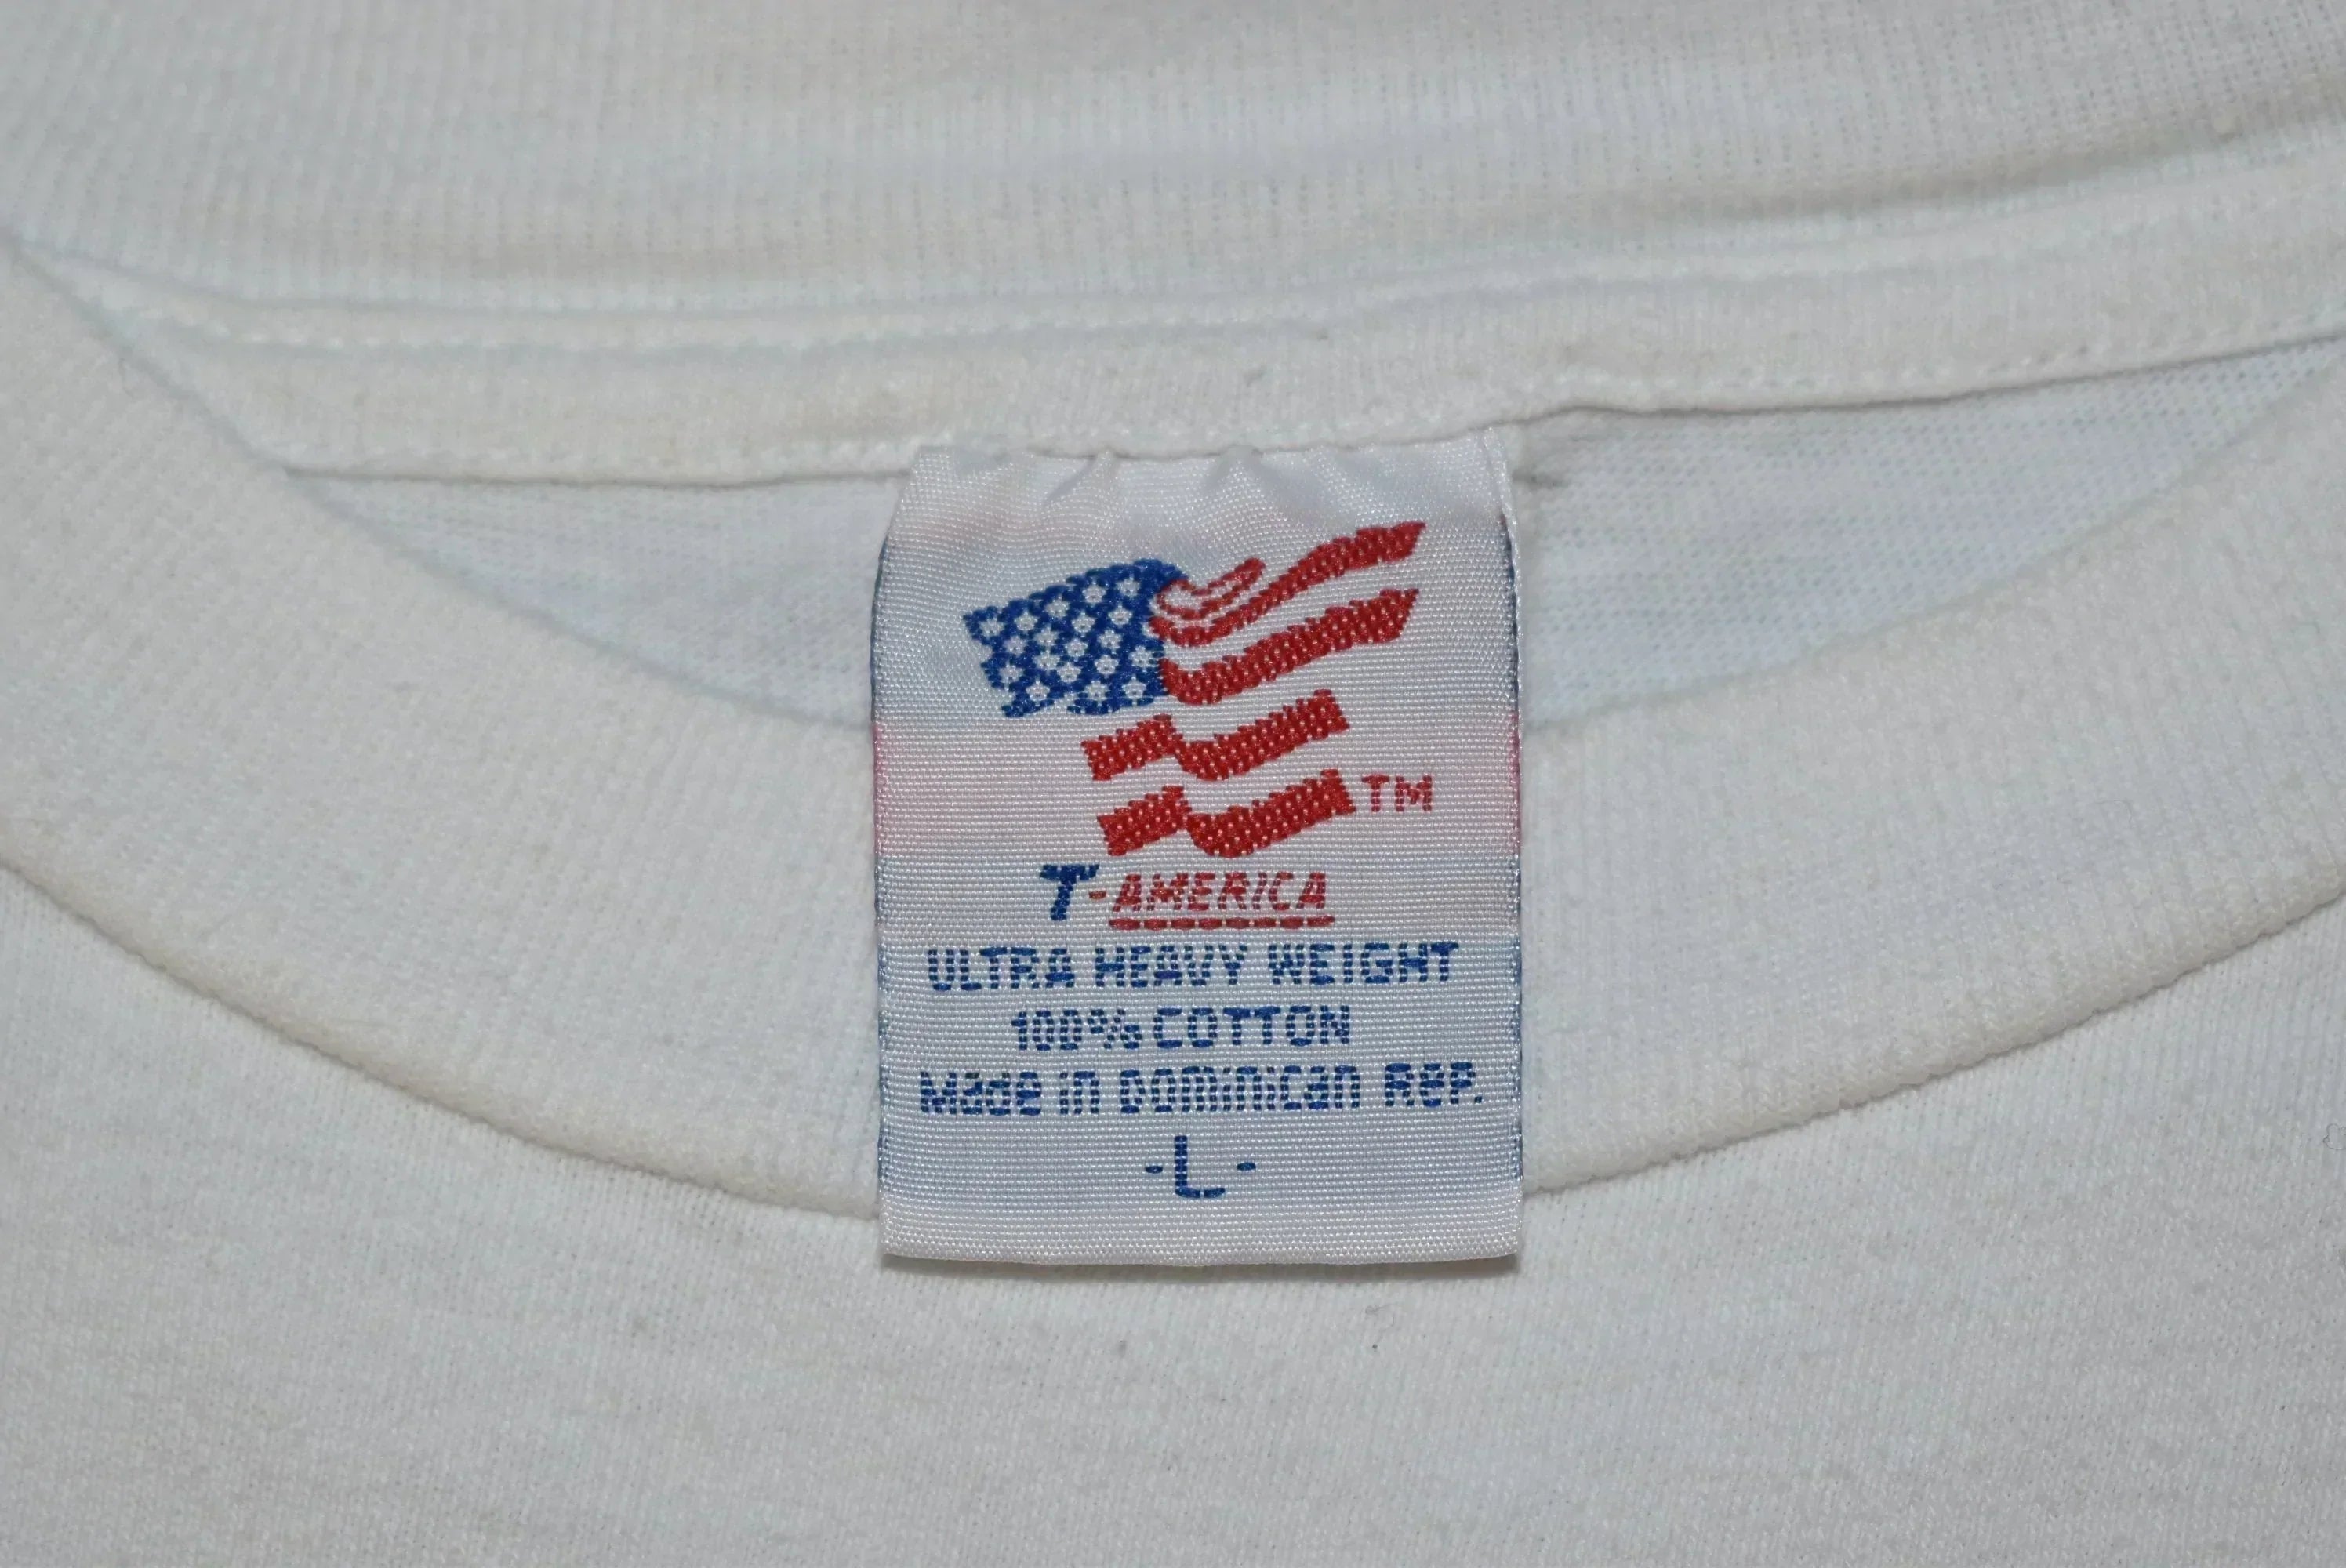 TM
T-AMERICA
ULTRA HEAVY WEIGHT
100% COTTON
Made in Dominican Rep.
-L-